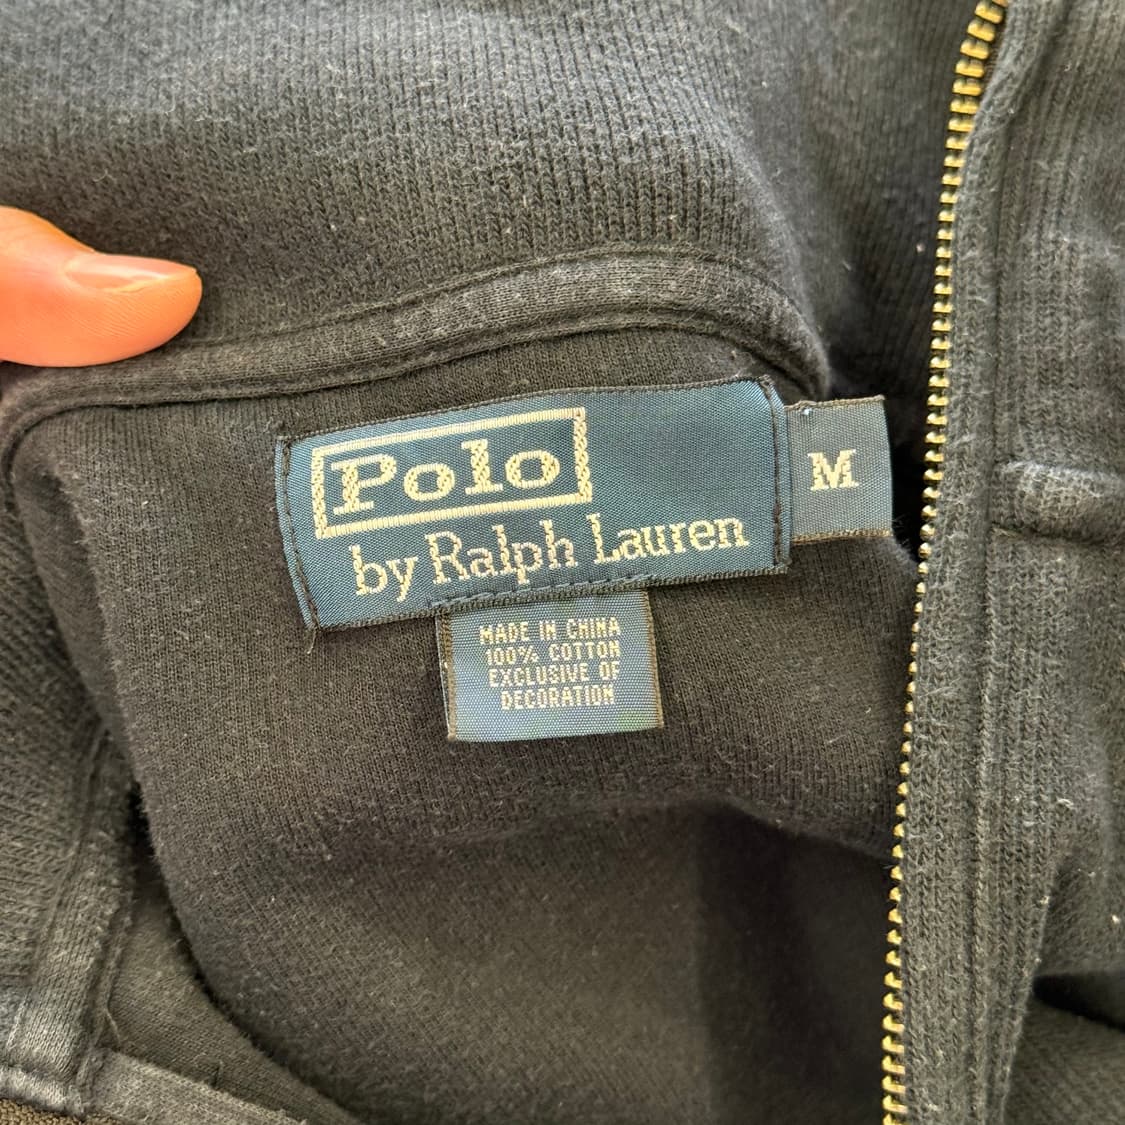 Polo
by Ralph Lauren
M
MADE IN CHINA
100% COTTON
EXCLUSIVE OF
DECORATION